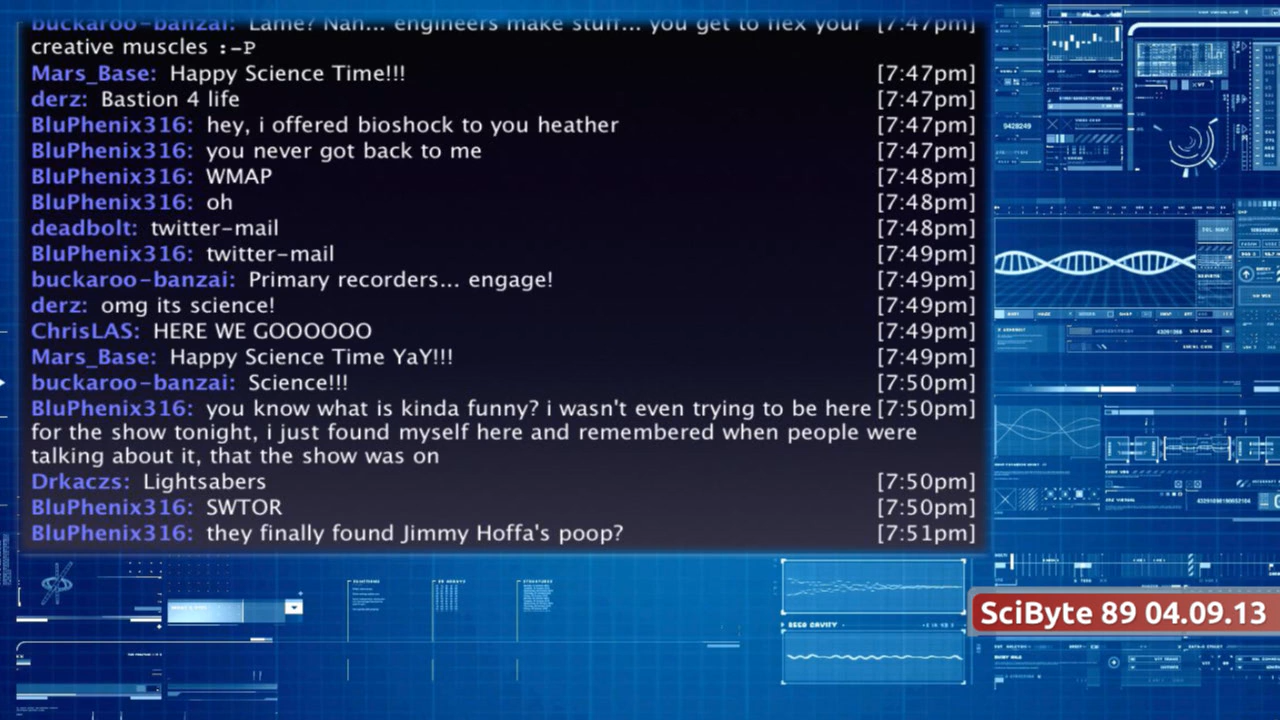 buckaroo-banzai: Lame? Nah... engineers make stuff... you get to flex your [7:47pm]
creative muscles :-P
Mars_Base: Happy Science Time!!! [7:47pm]
derz: Bastion 4 life [7:47pm]
BluPhenix316: hey, i offered bioshock to you heather [7:47pm]
BluPhenix316: you never got back to me [7:47pm]
BluPhenix316: WMAP [7:48pm]
BluPhenix316: oh [7:48pm]
deadbolt: twitter-mail [7:48pm]
BluPhenix316: twitter-mail [7:49pm]
buckaroo-banzai: Primary recorders... engage! [7:49pm]
derz: omg its science! [7:49pm]
ChrisLAS: HERE WE GOOOOOO [7:49pm]
Mars_Base: Happy Science Time YaY!!! [7:49pm]
buckaroo-banzai: Science!!! [7:50pm]
BluPhenix316: you know what is kinda funny? i wasn't even trying to be here [7:50pm]
for the show tonight, i just found myself here and remembered when people were
talking about it, that the show was on
Drkaczs: Lightsabers [7:50pm]
BluPhenix316: SWTOR [7:50pm]
BluPhenix316: they finally found Jimmy Hoffa's poop? [7:51pm]
9428249
SciByte 89 04.09.13